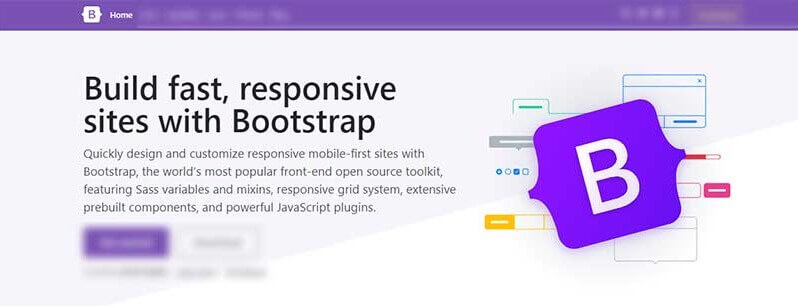 B Home
Build fast, responsive
sites with Bootstrap
Quickly design and customize responsive mobile-first sites with
Bootstrap, the world's most popular front-end open source toolkit,
featuring Sass variables and mixins, responsive grid system, extensive
prebuilt components, and powerful JavaScript plugins.
B